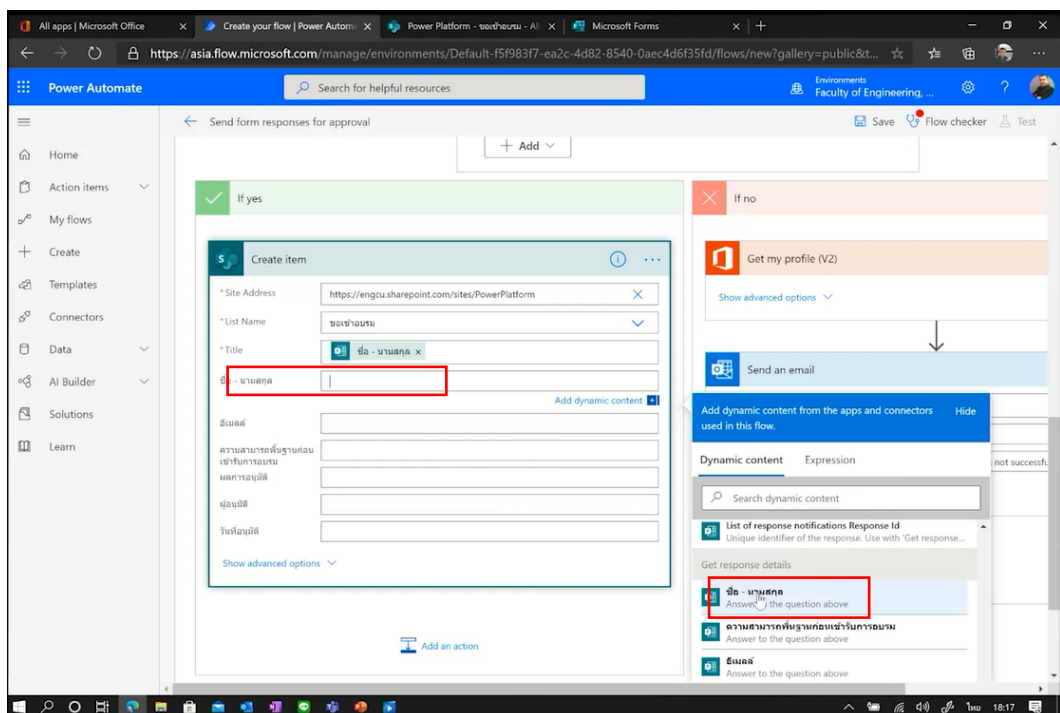 All apps | Microsoft Office
Create your flow | Power Autom
Power Platform - ขอเข้าอบรม - Al
Microsoft Forms
https://asia.flow.microsoft.com/manage/environments/Default-f5f983f7-ea2c-4d82-8540-0aec4d6f35fd/flows/new?gallery=public&t...
Power Automate
Search for helpful resources
Environments
Faculty of Engineering, ...
Send form responses for approval
Save
Flow checker
Test
Home
Action items
My flows
Create
Templates
Connectors
Data
AI Builder
Solutions
Learn
Add
If yes
Create item
* Site Address
https://engcu.sharepoint.com/sites/PowerPlatform
* List Name
ขอเข้าอบรม
* Title
ชื่อ - นามสกุล x
ชื่อ - นามสกุล
Add dynamic content
อีเมลล์
ความสามารถพื้นฐานก่อน
เข้ารับการอบรม
ผลการอนุมัติ
ผู้อนุมัติ
วันที่อนุมัติ
Show advanced options
Add an action
If no
Get my profile (V2)
Show advanced options
Send an email
not successfu
Add dynamic content from the apps and connectors
used in this flow.
Hide
Dynamic content
Expression
Search dynamic content
List of response notifications Response Id
Unique identifier of the response. Use with 'Get response...
Get response details
ชื่อ - นามสกุล
Answer to the question above
ความสามารถพื้นฐานก่อนเข้ารับการอบรม
Answer to the question above
อีเมลล์
Answer to the question above
ไทย
18:17